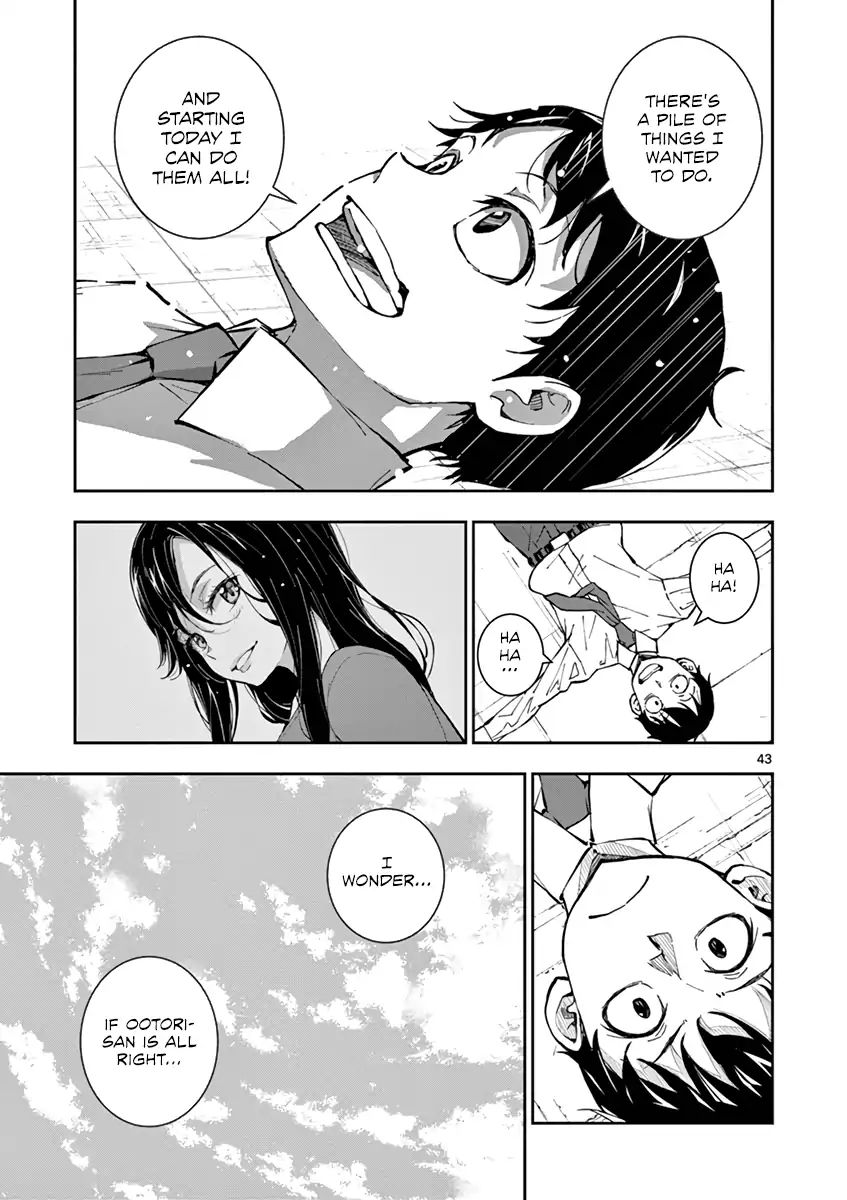 THERE'S
A PILE OF
THINGS I
WANTED
TO DO.
AND
STARTING
TODAY I
CAN DO
THEM ALL!
HA
HA!
HA
HA...
43
I
WONDER...
IF OOTORI-
SAN IS ALL
RIGHT...